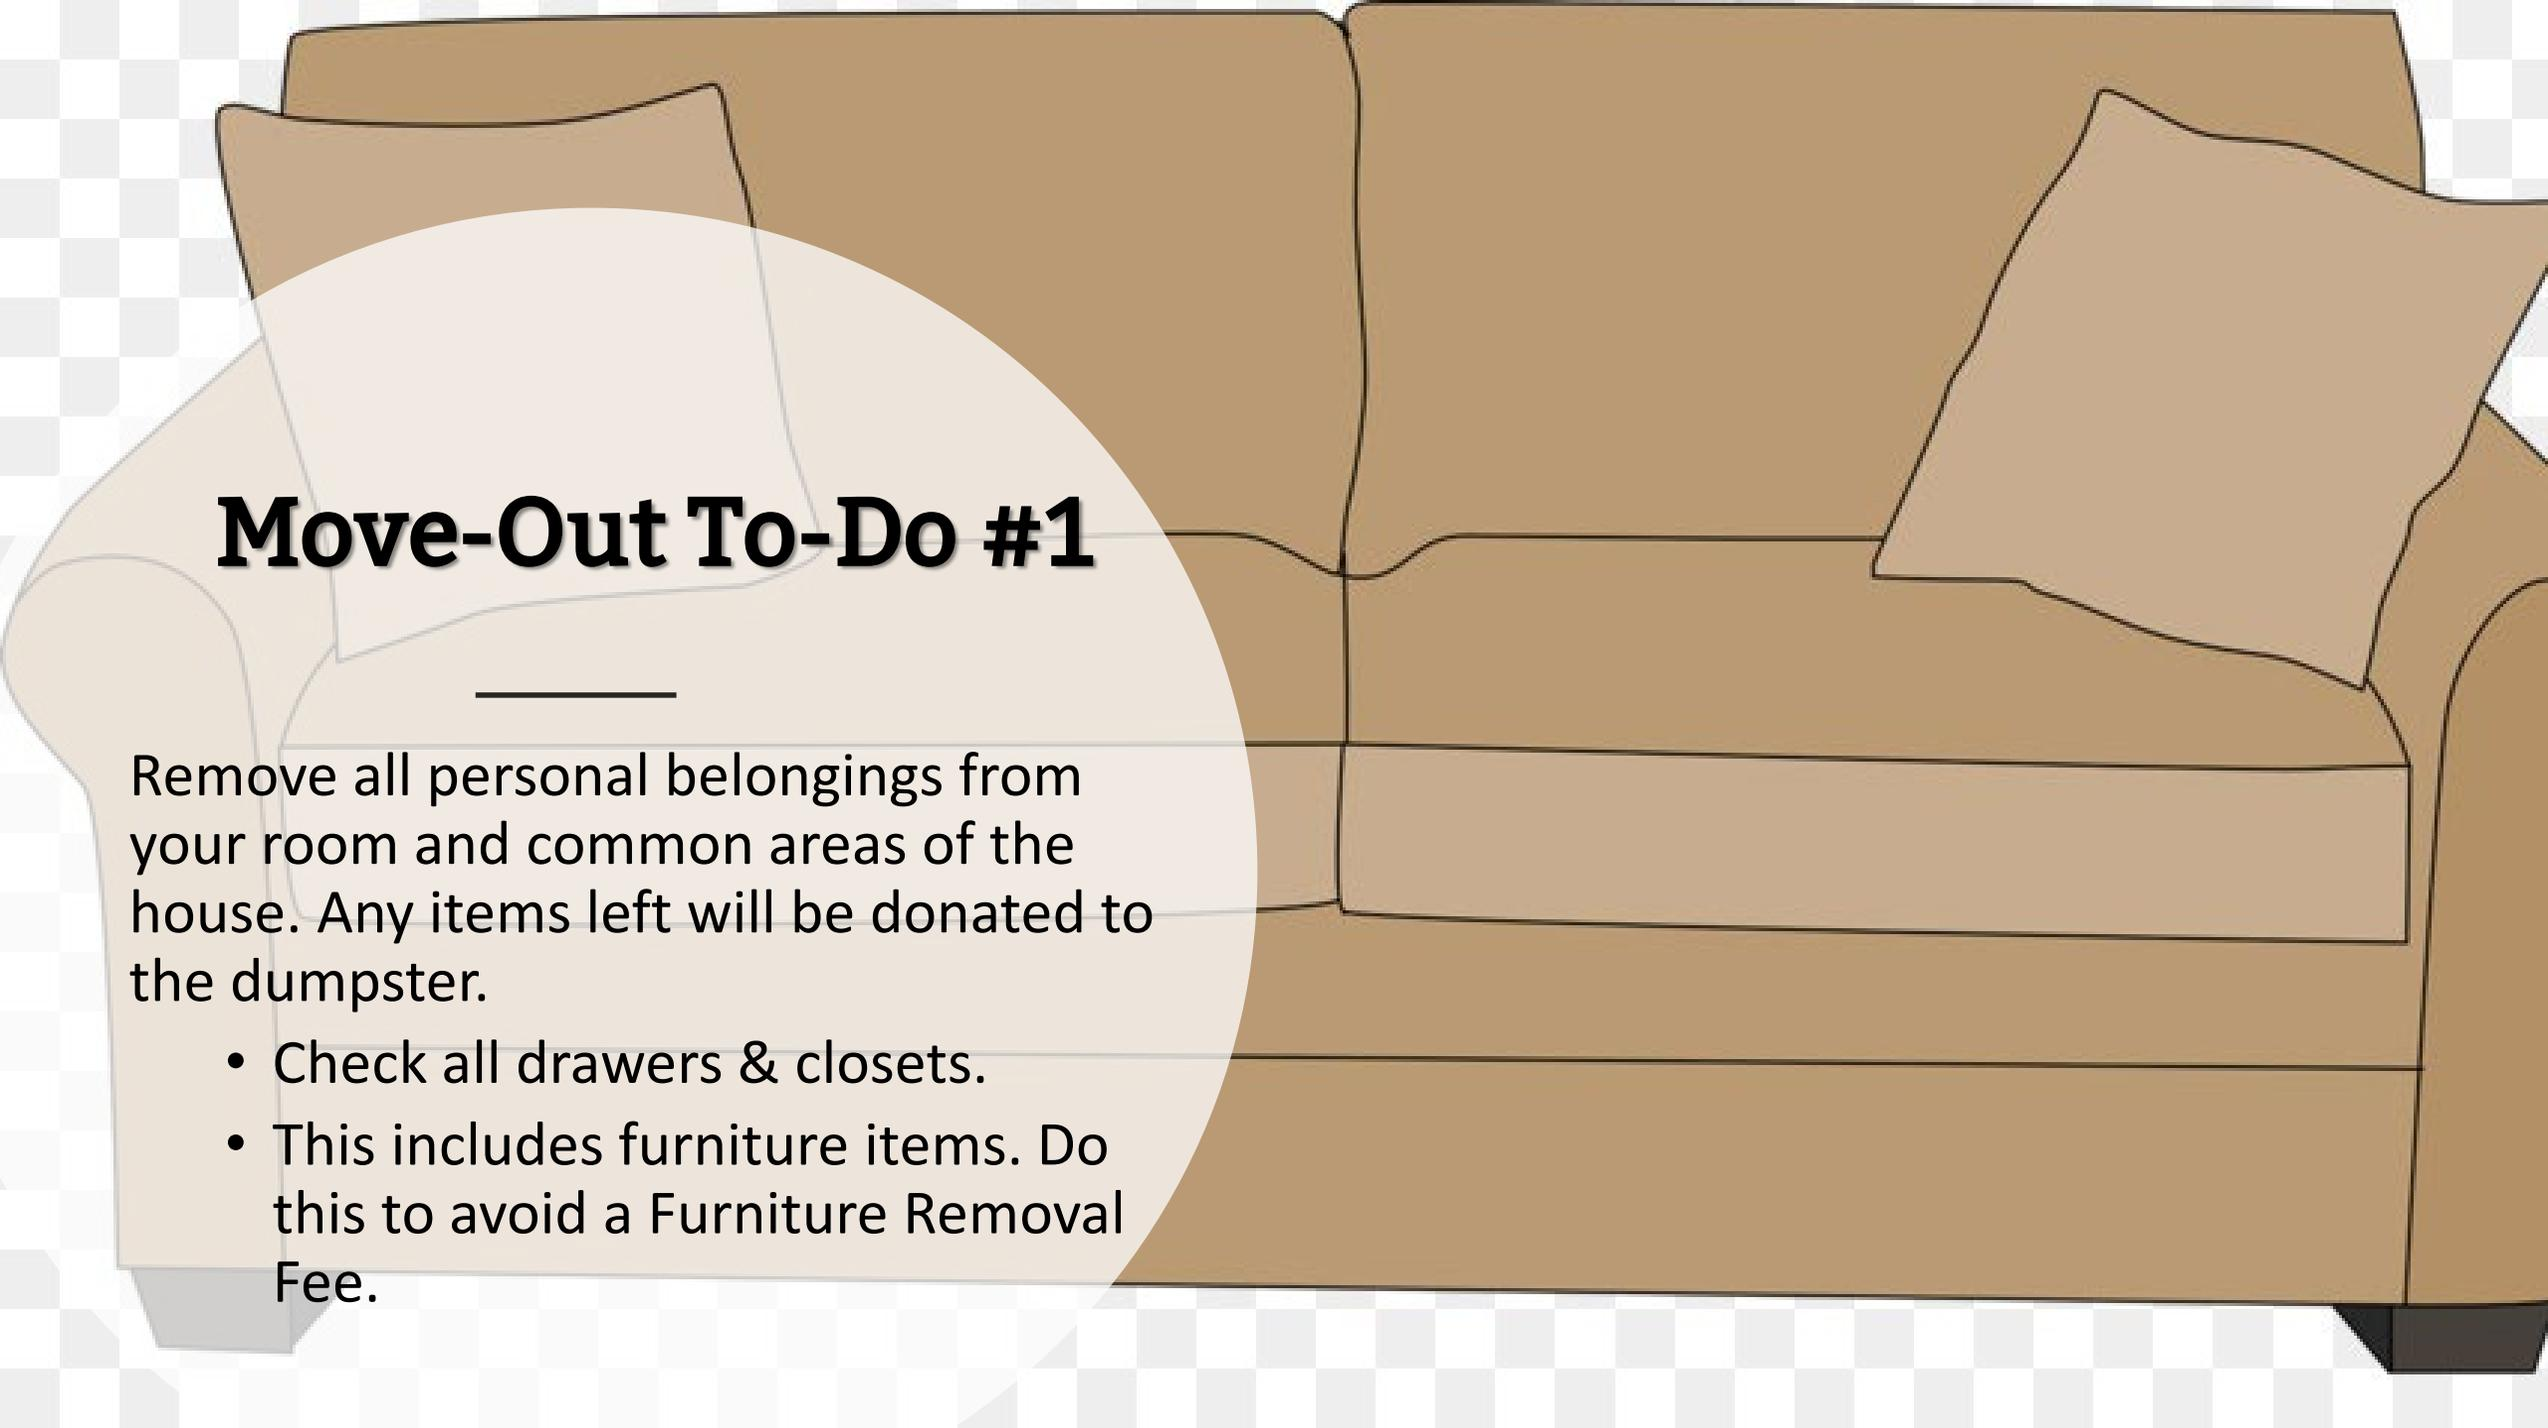 Move-Out To-Do #1
Remove all personal belongings from
your room and common areas of the
house. Any items left will be donated to
the dumpster.
• Check all drawers & closets.
• This includes furniture items. Do
this to avoid a Furniture Removal
Fee.